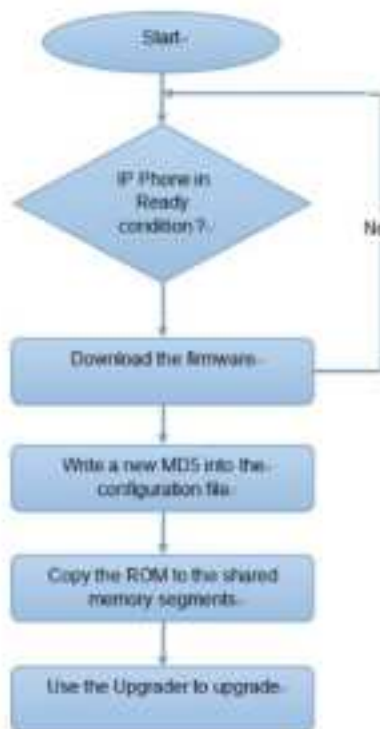 Start
IP Phone in
Ready
condition ?
No
Download the firmware
Write a new MD5 into the
configuration file
Copy the ROM to the shared
memory segments
Use the Upgrader to upgrade